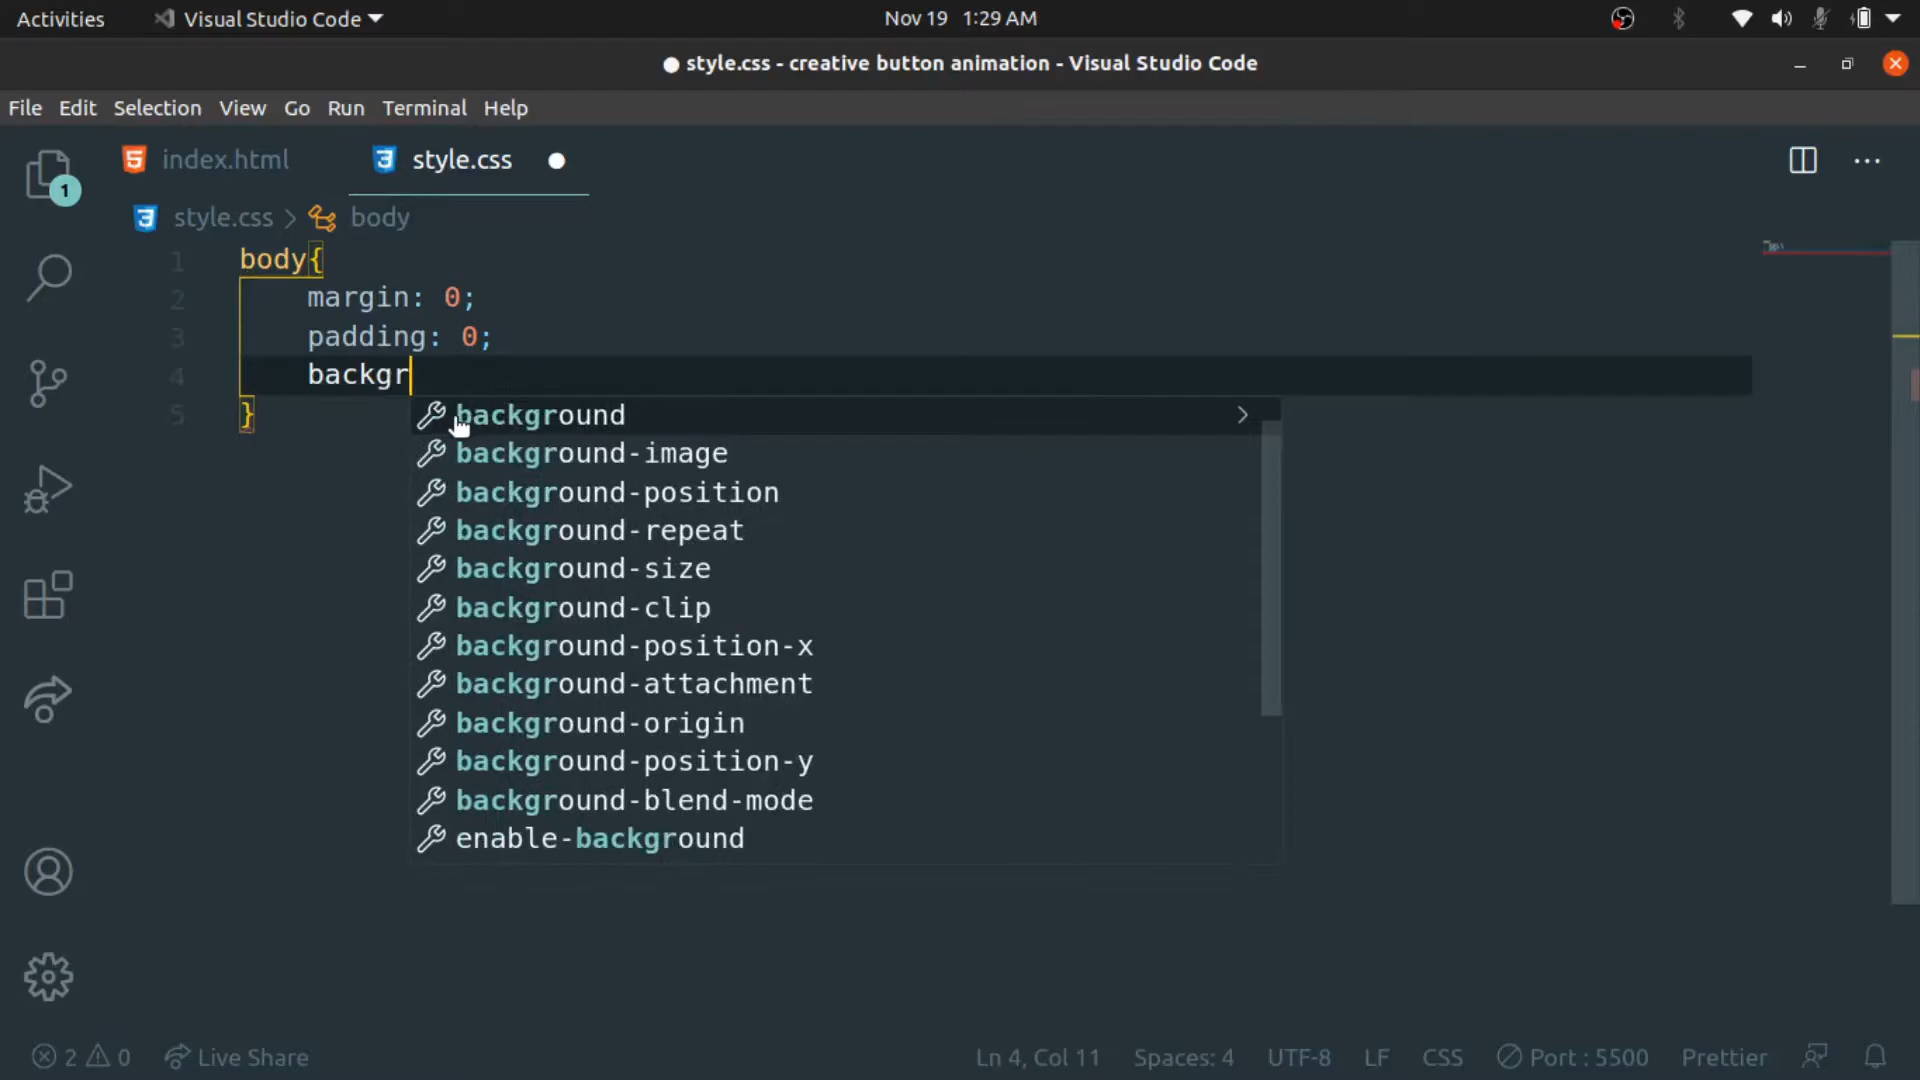 Activities Visual Studio Code Nov 19 1:29 AM
style.css - creative button animation - Visual Studio Code
File Edit Selection View Go Run Terminal Help
index.html style.css
style.css > body
1 body{
2 margin: 0;
3 padding: 0;
4 backgr
5 }
background
background-image
background-position
background-repeat
background-size
background-clip
background-position-x
background-attachment
background-origin
background-position-y
background-blend-mode
enable-background
1
2 0 Live Share Ln 4, Col 11 Spaces: 4 UTF-8 LF CSS Port : 5500 Prettier